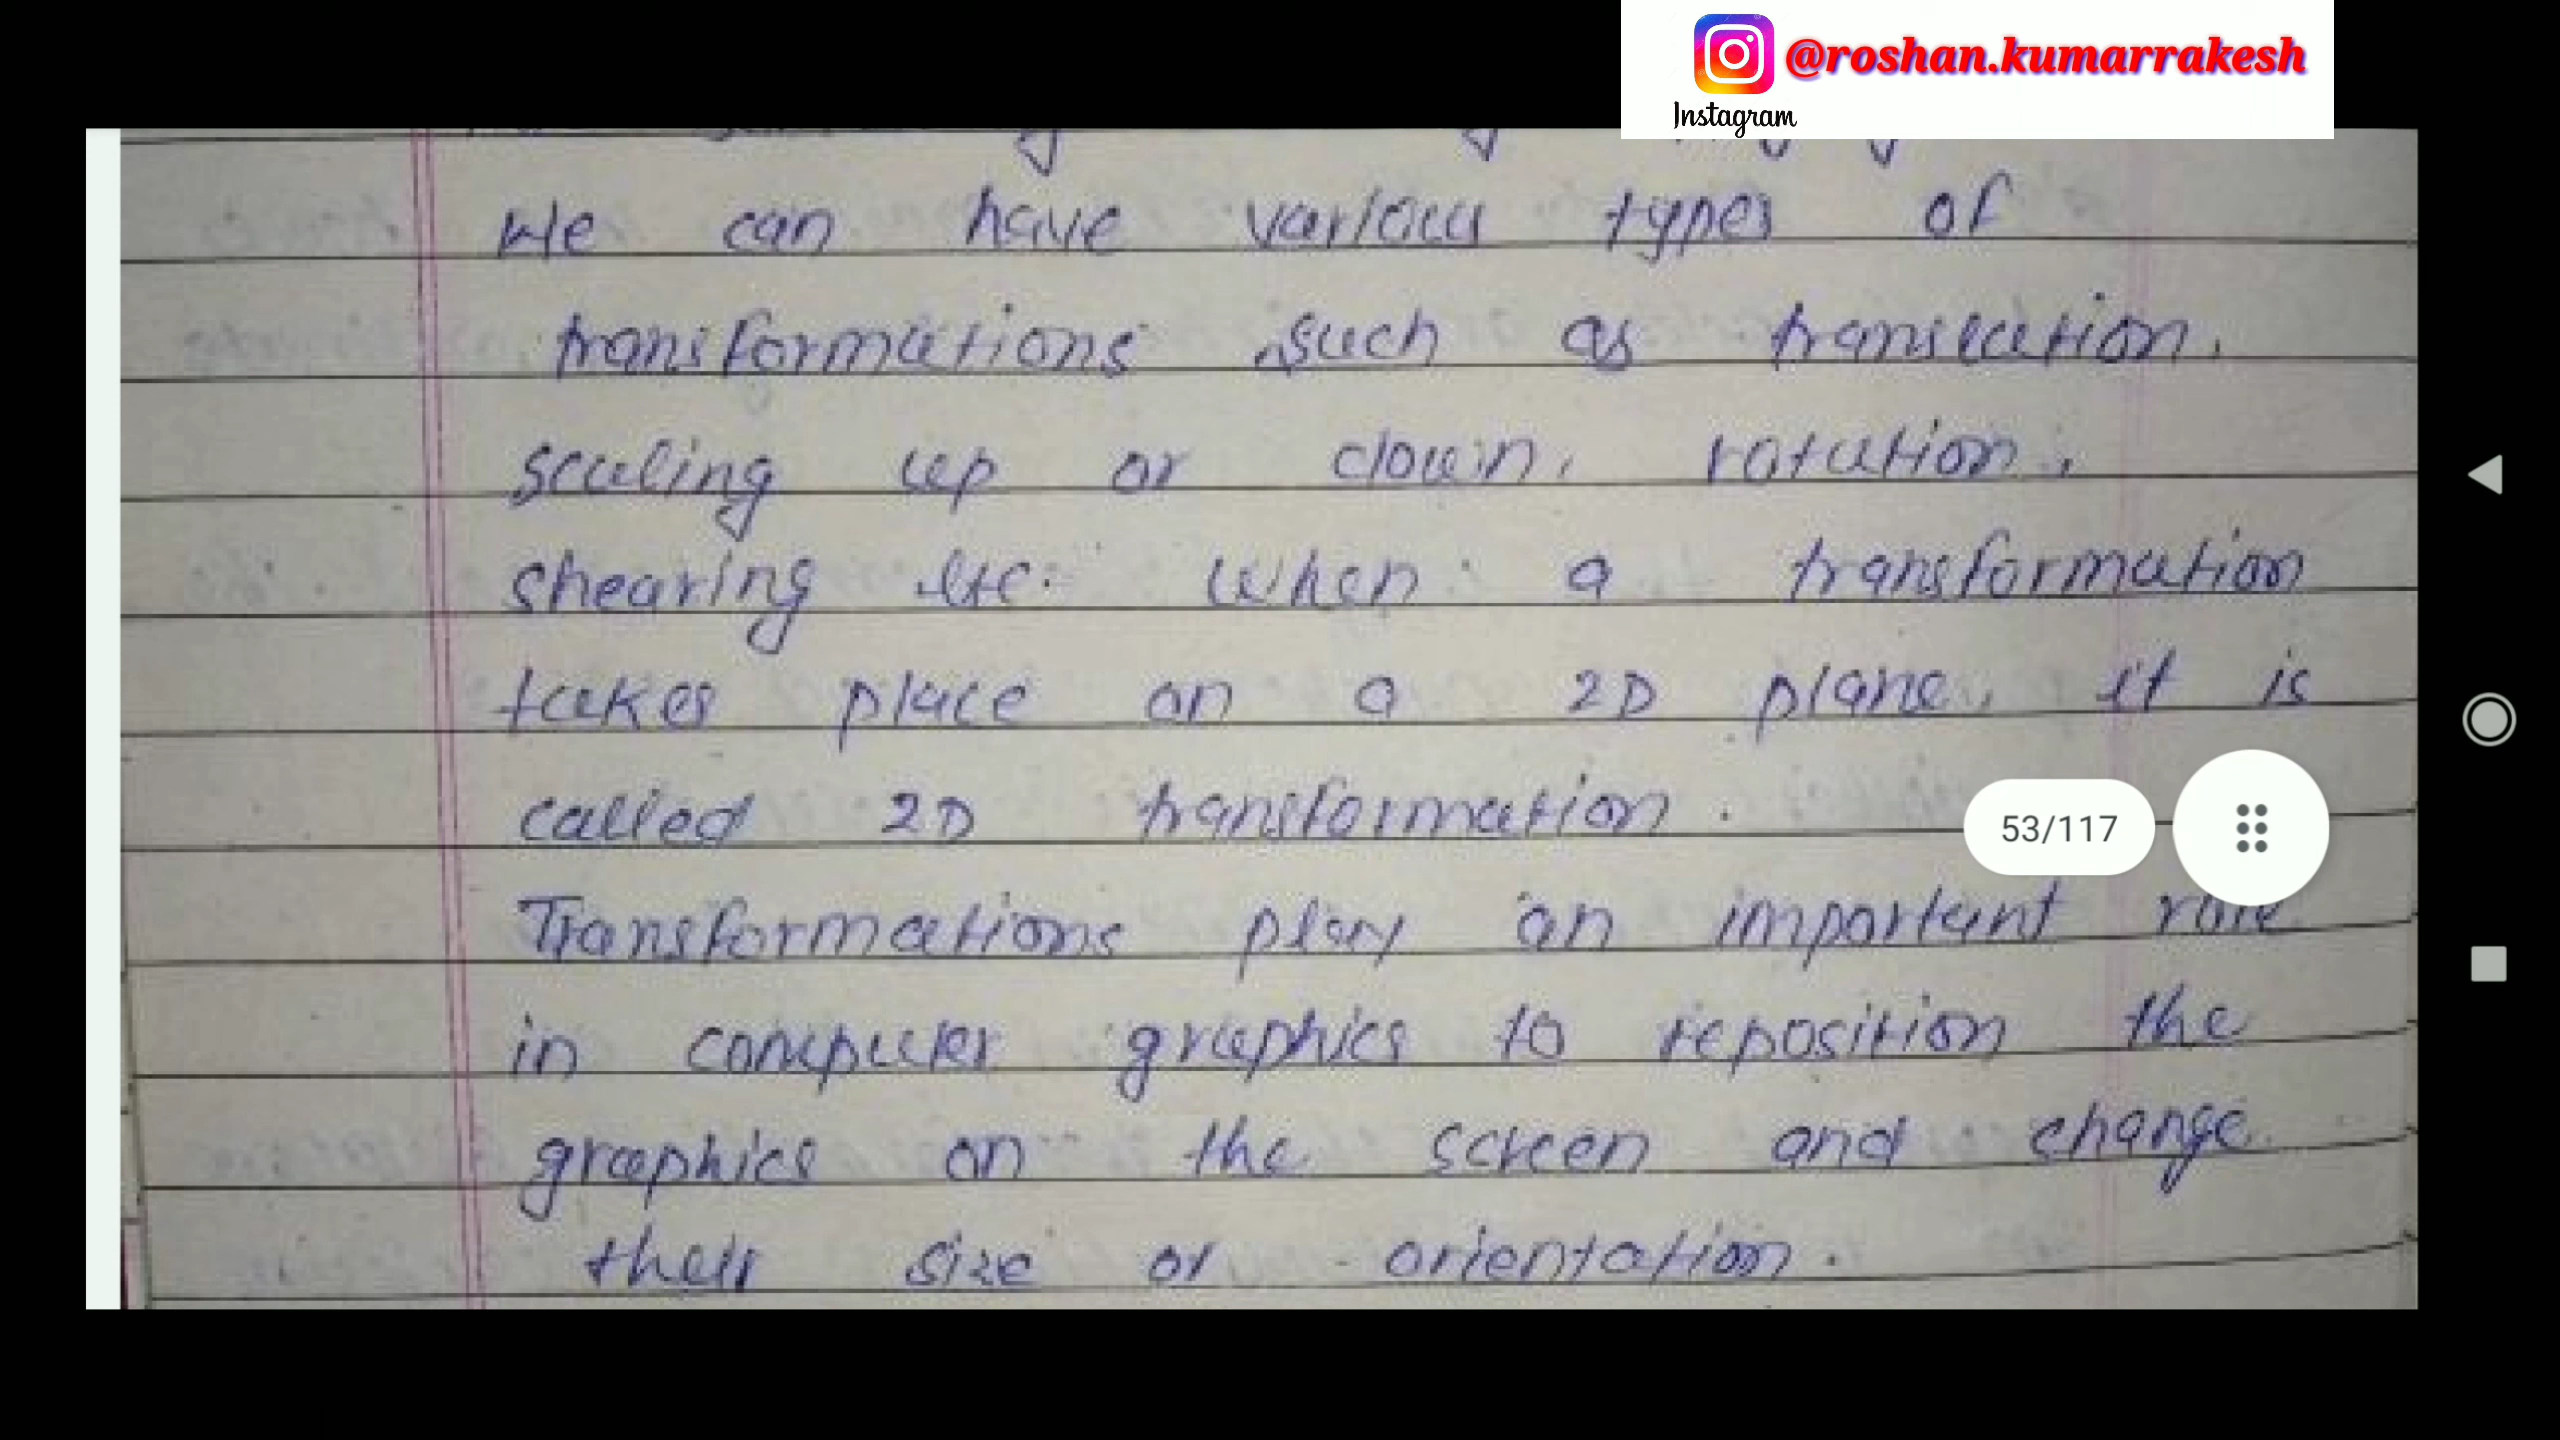 @roshan.kumarrakesh
Instagram
We can have various types of
transformations such as translation,
scaling up or down, rotation,
shearing etc. When a transformation
takes place on a 2D plane, it is
called 2D transformation.
53/117
Transformations play an important role
in computer graphics to reposition the
graphics on the screen and change
their size or orientation.